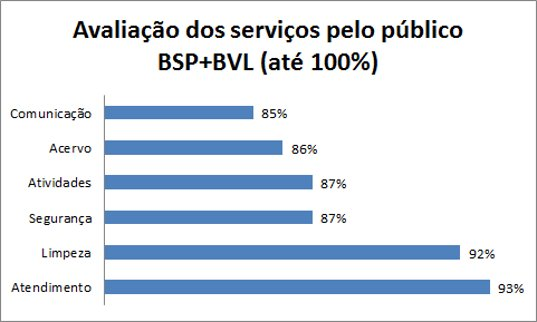 Avaliação dos serviços pelo público
BSP+BVL (até 100%)
Comunicação 85%
Acervo 86%
Atividades 87%
Segurança 87%
Limpeza 92%
Atendimento 93%